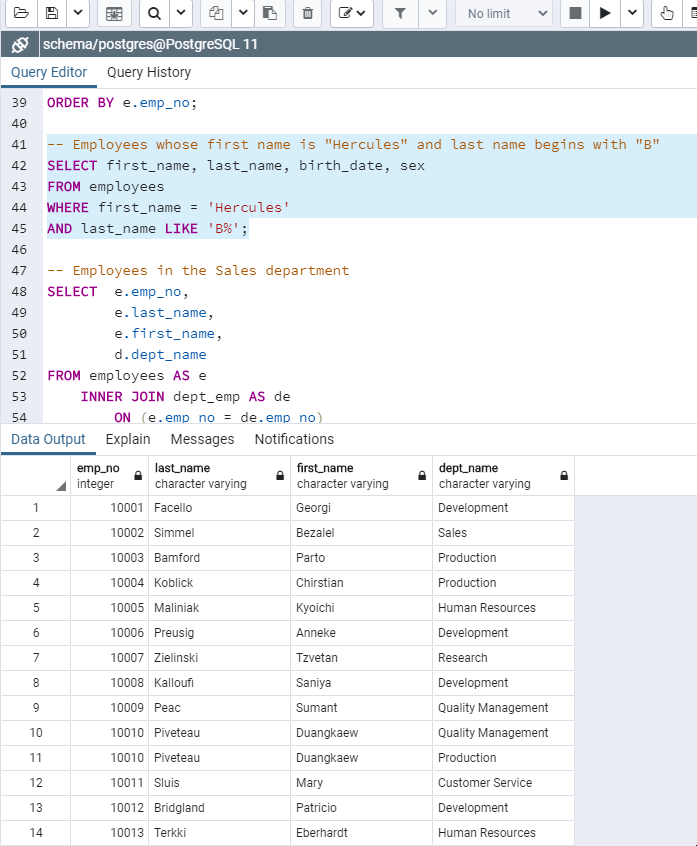 No limit
schema/postgres@PostgreSQL 11
Query Editor Query History
39 ORDER BY e.emp_no;
40
41 -- Employees whose first name is "Hercules" and last name begins with "B"
42 SELECT first_name, last_name, birth_date, sex
43 FROM employees
44 WHERE first_name = 'Hercules'
45 AND last_name LIKE 'B%';
46
47 -- Employees in the Sales department
48 SELECT e.emp_no,
49 e.last_name,
50 e.first_name,
51 d.dept_name
52 FROM employees AS e
53 INNER JOIN dept_emp AS de
54 ON (e.emp_no = de.emp_no)
Data Output Explain Messages Notifications
emp_no last_name first_name dept_name
integer character varying character varying character varying
1 10001 Facello Georgi Development
2 10002 Simmel Bezalel Sales
3 10003 Bamford Parto Production
4 10004 Koblick Chirstian Production
5 10005 Maliniak Kyoichi Human Resources
6 10006 Preusig Anneke Development
7 10007 Zielinski Tzvetan Research
8 10008 Kalloufi Saniya Development
9 10009 Peac Sumant Quality Management
10 10010 Piveteau Duangkaew Quality Management
11 10010 Piveteau Duangkaew Production
12 10011 Sluis Mary Customer Service
13 10012 Bridgland Patricio Development
14 10013 Terkki Eberhardt Human Resources